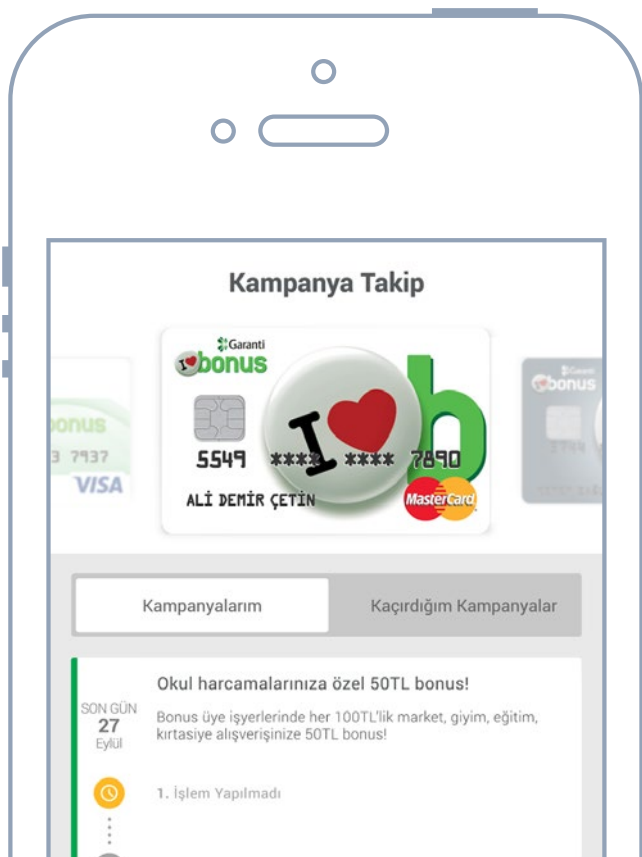 Kampanya Takip
Garanti
I bonus
I b
5549 **** **** 7890
ALİ DEMİR ÇETİN
MasterCard
onus
3 7937
VISA
Garanti
bonus
3744
Kampanyalarım
Kaçırdığım Kampanyalar
Okul harcamalarınıza özel 50TL bonus!
SON GÜN
27
Eylül
Bonus üye işyerlerinde her 100TL'lik market, giyim, eğitim,
kırtasiye alışverişinize 50TL bonus!
1. İşlem Yapılmadı